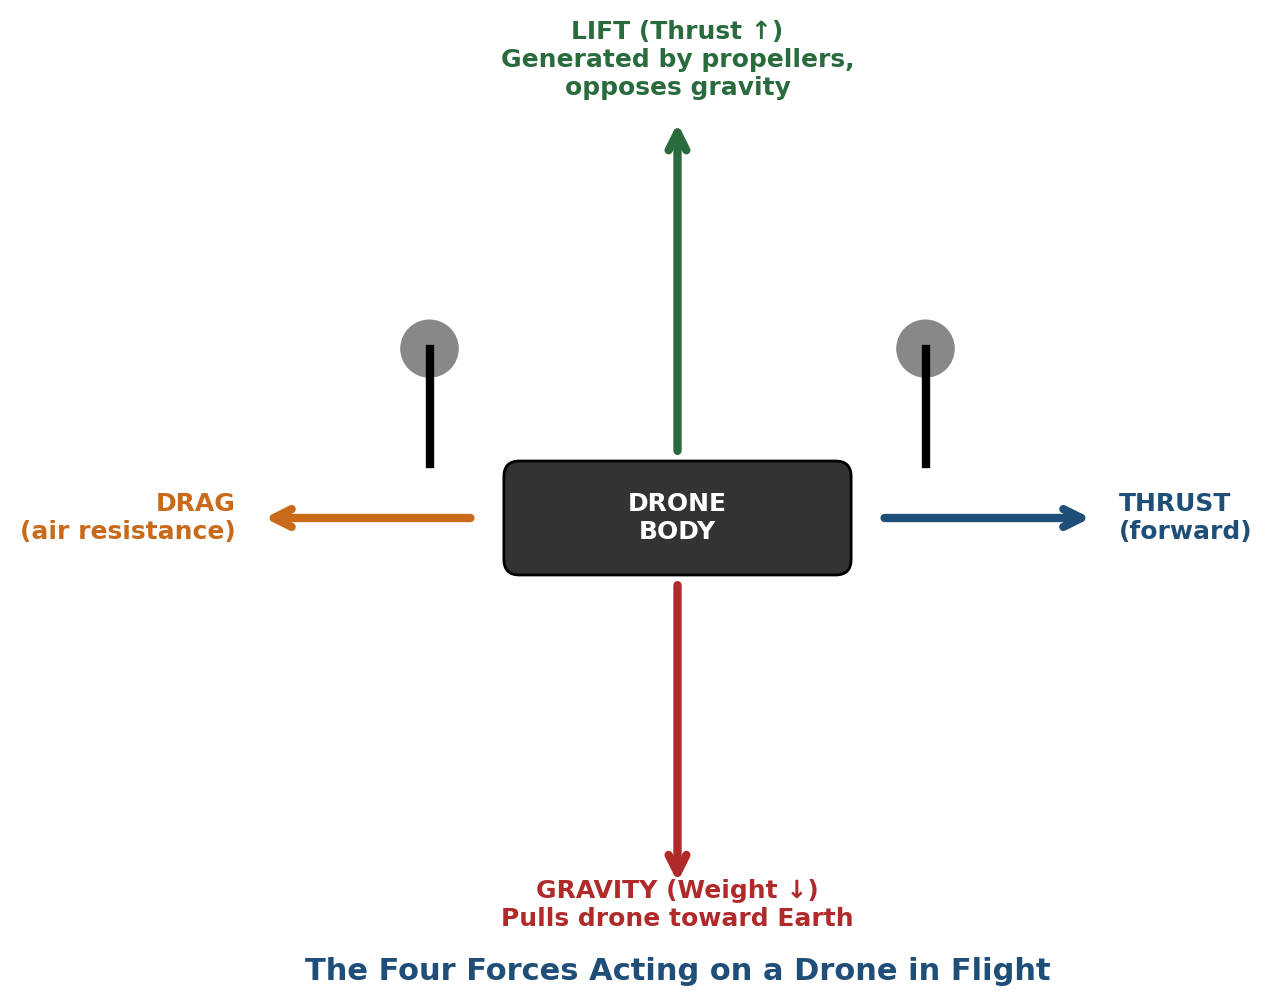 LIFT (Thrust ↑)
Generated by propellers,
opposes gravity
DRAG
(air resistance)
DRONE
BODY
THRUST
(forward)
GRAVITY (Weight ↓)
Pulls drone toward Earth
The Four Forces Acting on a Drone in Flight